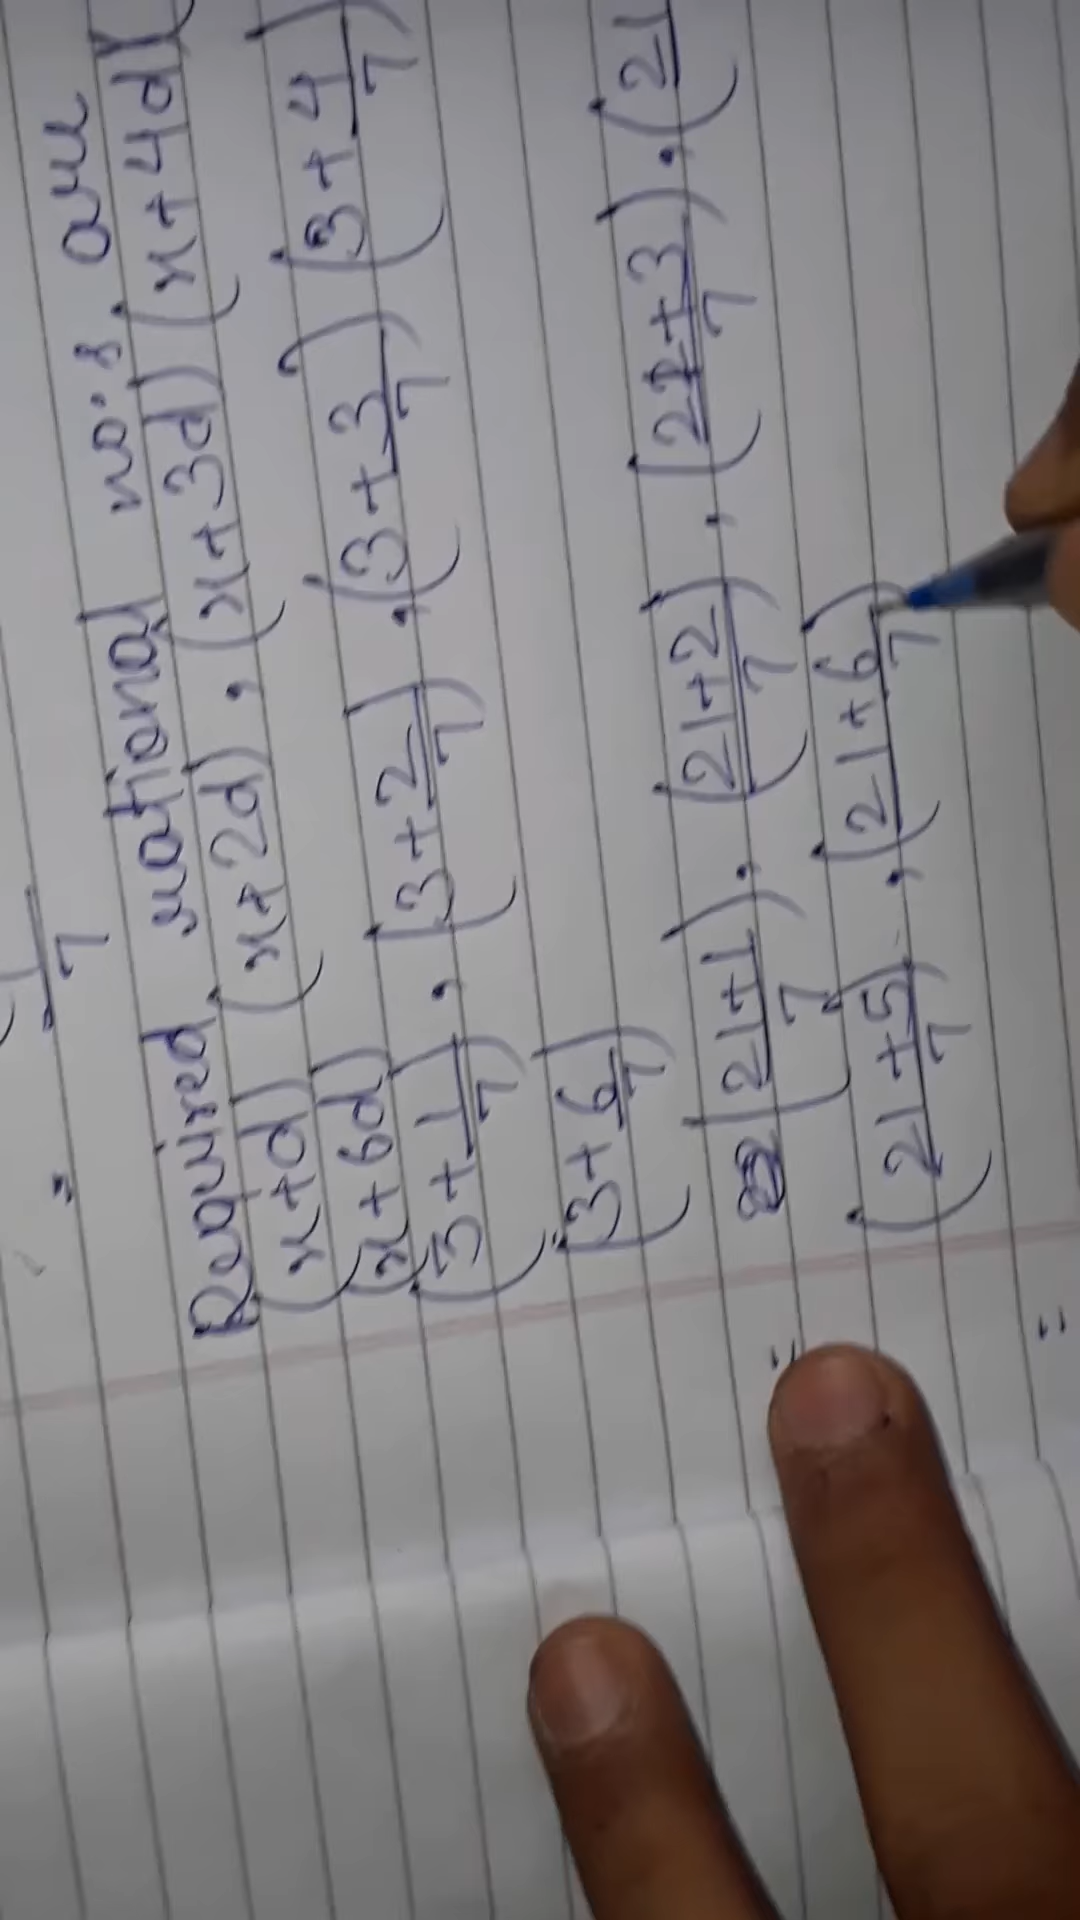 = 1/7
Required rational no.s. are
(x+d) (x+2d), (x+3d) (x+4d)
(x+6d)
(3+1/7), (3+2/7), (3+3/7) (3+4/7)
(3+6/7)
= (21+1/7), (21+2/7), (21+3/7), (21
(21+5/7), (21+6/7)
=